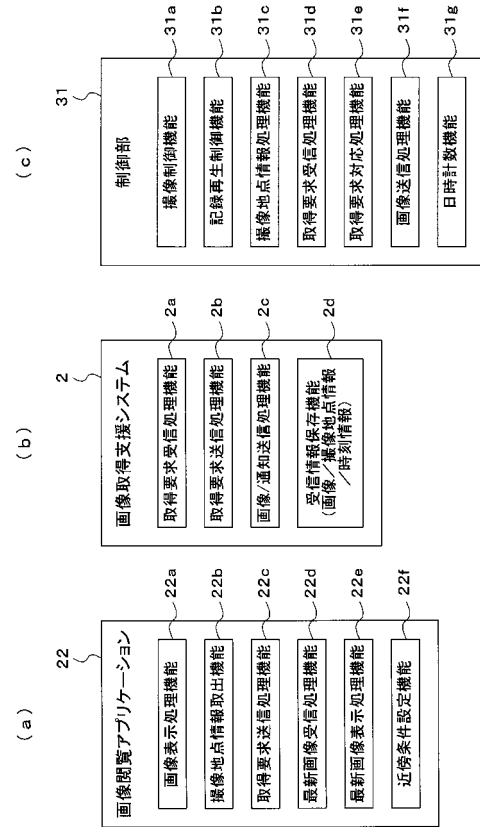 (a)
22
画像閲覧アプリケーション
画像表示処理機能
22a
撮像地点情報取出機能
22b
取得要求送信処理機能
22c
最新画像受信処理機能
22d
最新画像表示処理機能
22e
近傍条件設定機能
22f
(b)
2
画像取得支援システム
取得要求受信処理機能
2a
取得要求送信処理機能
2b
画像/通知送信処理機能
2c
受信情報保存機能
(画像/撮像地点情報
/時刻情報)
2d
(c)
31
制御部
撮像制御機能
31a
記録再生制御機能
31b
撮像地点情報処理機能
31c
取得要求受信処理機能
31d
取得要求対応処理機能
31e
画像送信処理機能
31f
日時計数機能
31g